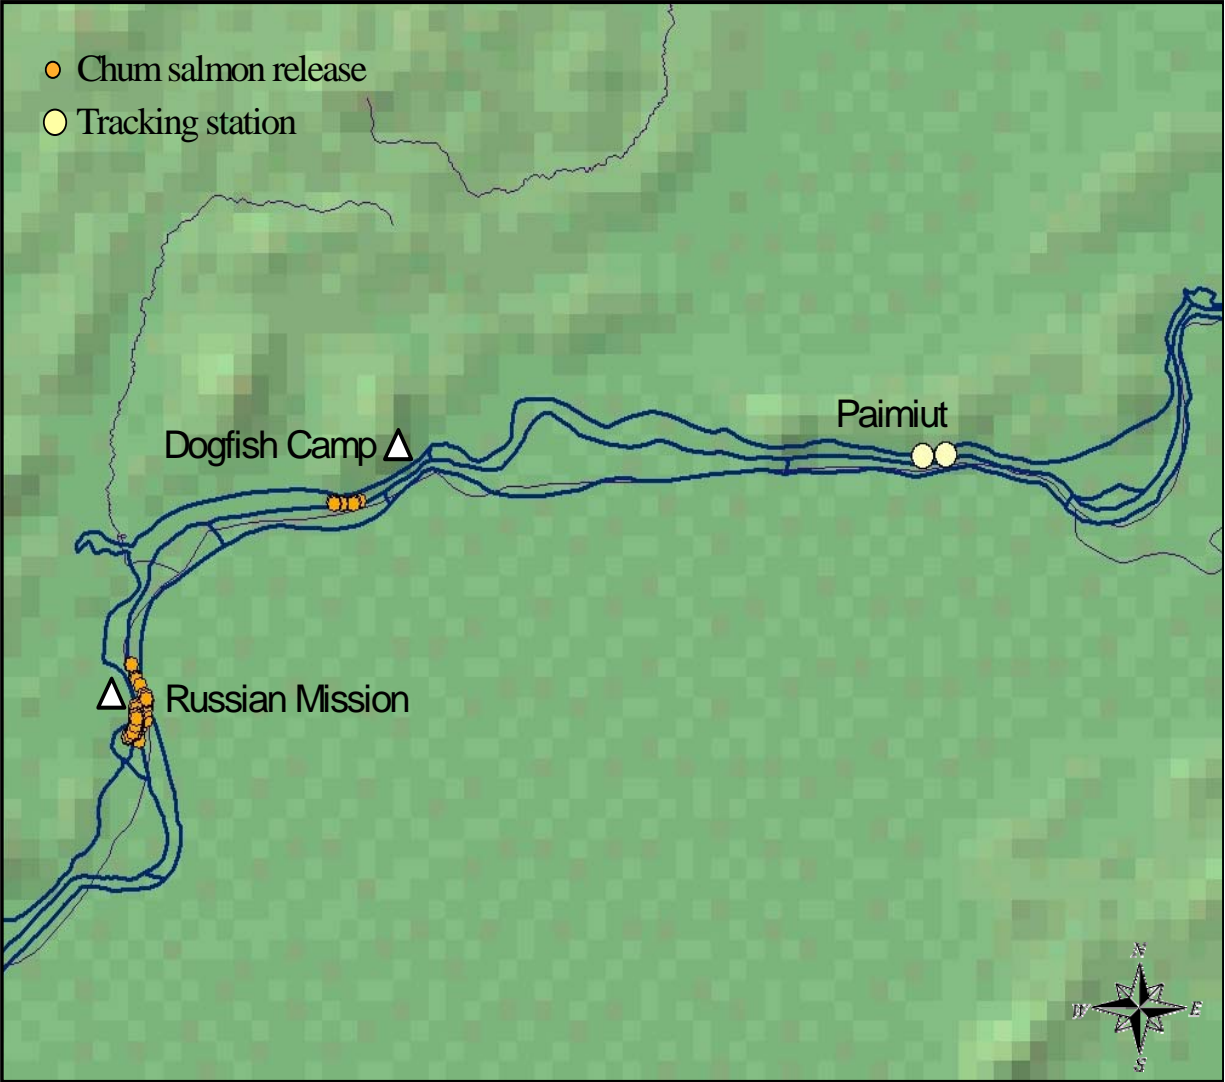 Chum salmon release
Tracking station
Paimiut
Dogfish Camp
Russian Mission
N
W
E
S